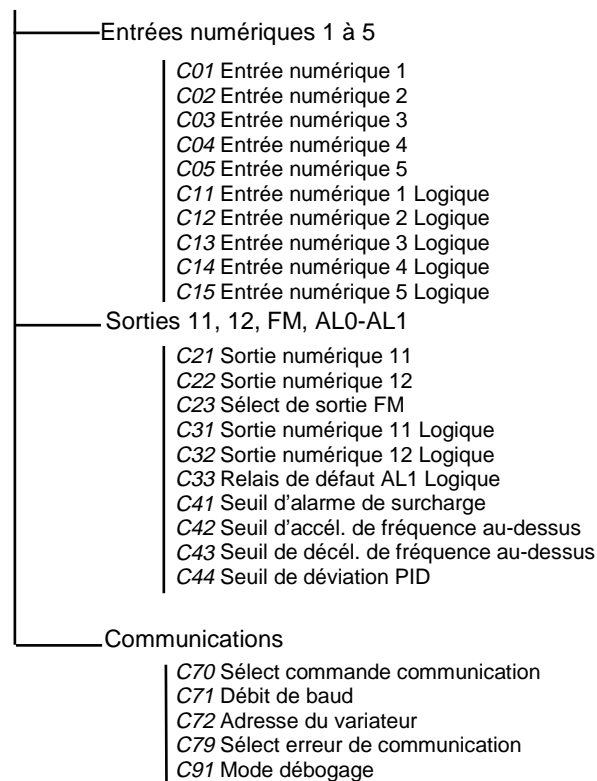 Entrées numériques 1 à 5
C01 Entrée numérique 1
C02 Entrée numérique 2
C03 Entrée numérique 3
C04 Entrée numérique 4
C05 Entrée numérique 5
C11 Entrée numérique 1 Logique
C12 Entrée numérique 2 Logique
C13 Entrée numérique 3 Logique
C14 Entrée numérique 4 Logique
C15 Entrée numérique 5 Logique
Sorties 11, 12, FM, AL0-AL1
C21 Sortie numérique 11
C22 Sortie numérique 12
C23 Sélect de sortie FM
C31 Sortie numérique 11 Logique
C32 Sortie numérique 12 Logique
C33 Relais de défaut AL1 Logique
C41 Seuil d'alarme de surcharge
C42 Seuil d'accél. de fréquence au-dessus
C43 Seuil de décél. de fréquence au-dessus
C44 Seuil de déviation PID
Communications
C70 Sélect commande communication
C71 Débit de baud
C72 Adresse du variateur
C79 Sélect erreur de communication
C91 Mode débogage